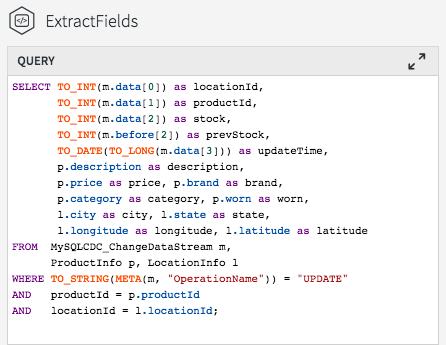 ExtractFields
QUERY
SELECT TO_INT(m.data[0]) as locationId,
TO_INT(m.data[1]) as productId,
TO_INT(m.data[2]) as stock,
TO_INT(m.before[2]) as prevStock,
TO_DATE(TO_LONG(m.data[3])) as updateTime,
p.description as description,
p.price as price, p.brand as brand,
p.category as category, p.worn as worn,
l.city as city, l.state as state,
l.longitude as longitude, l.latitude as latitude
FROM MySQLCDC_ChangeDataStream m,
ProductInfo p, LocationInfo l
WHERE TO_STRING(META(m, "OperationName")) = "UPDATE"
AND productId = p.productId
AND locationId = l.locationId;